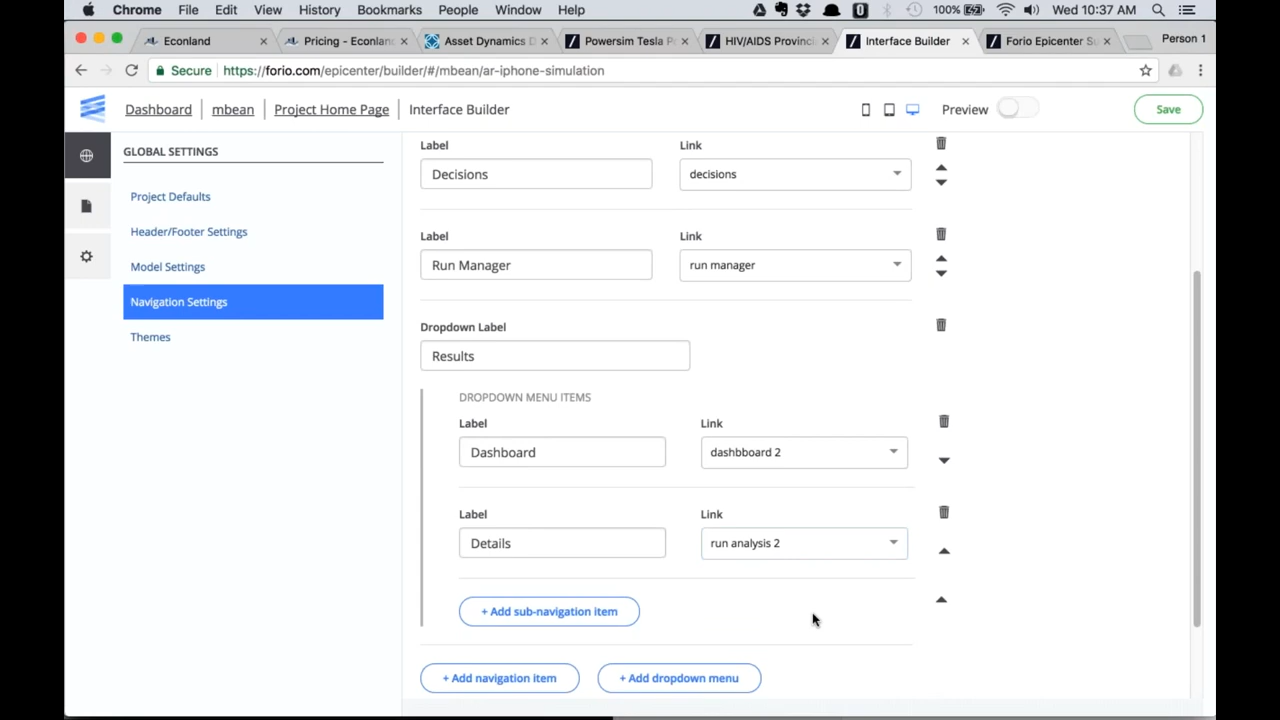 Chrome File Edit View History Bookmarks People Window Help 100% Wed 10:37 AM
Econland Pricing - Econlan Asset Dynamics D Powersim Tesla P HIV/AIDS Provinci Interface Builder Forio Epicenter Su Person 1
Secure https://forio.com/epicenter/builder/#/mbean/ar-iphone-simulation
Dashboard mbean Project Home Page Interface Builder Preview Save
GLOBAL SETTINGS
Project Defaults
Header/Footer Settings
Model Settings
Navigation Settings
Themes
Label Link
Decisions decisions
Label Link
Run Manager run manager
Dropdown Label
Results
DROPDOWN MENU ITEMS
Label Link
Dashboard dashbboard 2
Label Link
Details run analysis 2
+ Add sub-navigation item
+ Add navigation item + Add dropdown menu